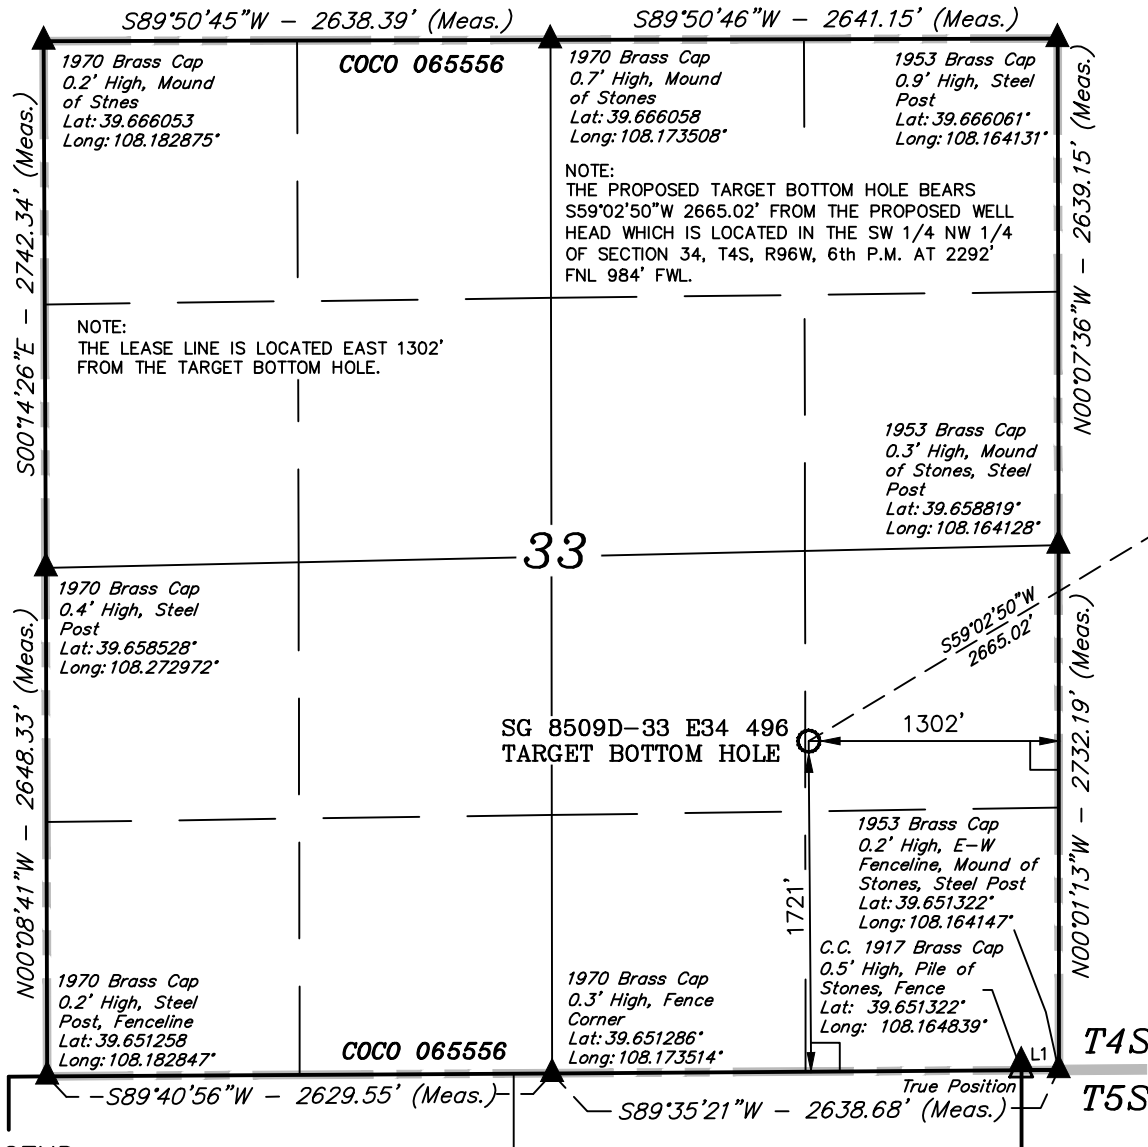 S89°50'45"W - 2638.39' (Meas.)
S89°50'46"W - 2641.15' (Meas.)
1970 Brass Cap
0.2' High, Mound
of Stnes
Lat: 39.666053
Long: 108.182875°
COCO 065556
1970 Brass Cap
0.7' High, Mound
of Stones
Lat: 39.666058
Long: 108.173508°
1953 Brass Cap
0.9' High, Steel
Post
Lat: 39.666061°
Long: 108.164131°
S00°14'26"E - 2742.34' (Meas.)
N00°07'36"W - 2639.15' (Meas.)
NOTE:
THE PROPOSED TARGET BOTTOM HOLE BEARS
S59°02'50"W 2665.02' FROM THE PROPOSED WELL
HEAD WHICH IS LOCATED IN THE SW 1/4 NW 1/4
OF SECTION 34, T4S, R96W, 6th P.M. AT 2292'
FNL 984' FWL.
NOTE:
THE LEASE LINE IS LOCATED EAST 1302'
FROM THE TARGET BOTTOM HOLE.
1953 Brass Cap
0.3' High, Mound
of Stones, Steel
Post
Lat: 39.658819°
Long: 108.164128°
33
1970 Brass Cap
0.4' High, Steel
Post
Lat: 39.658528°
Long: 108.272972°
S59°02'50"W
2665.02'
N00°08'41"W - 2648.33' (Meas.)
N00°01'13"W - 2732.19' (Meas.)
SG 8509D-33 E34 496
TARGET BOTTOM HOLE
1302'
1721'
1953 Brass Cap
0.2' High, E-W
Fenceline, Mound of
Stones, Steel Post
Lat: 39.651322°
Long: 108.164147°
C.C. 1917 Brass Cap
0.5' High, Pile of
Stones, Fence
Lat: 39.651322°
Long: 108.164839°
1970 Brass Cap
0.2' High, Steel
Post, Fenceline
Lat: 39.651258
Long: 108.182847°
COCO 065556
1970 Brass Cap
0.3' High, Fence
Corner
Lat: 39.651286°
Long: 108.173514°
L1
T4S
T5S
True Position
S89°40'56"W - 2629.55' (Meas.)
S89°35'21"W - 2638.68' (Meas.)